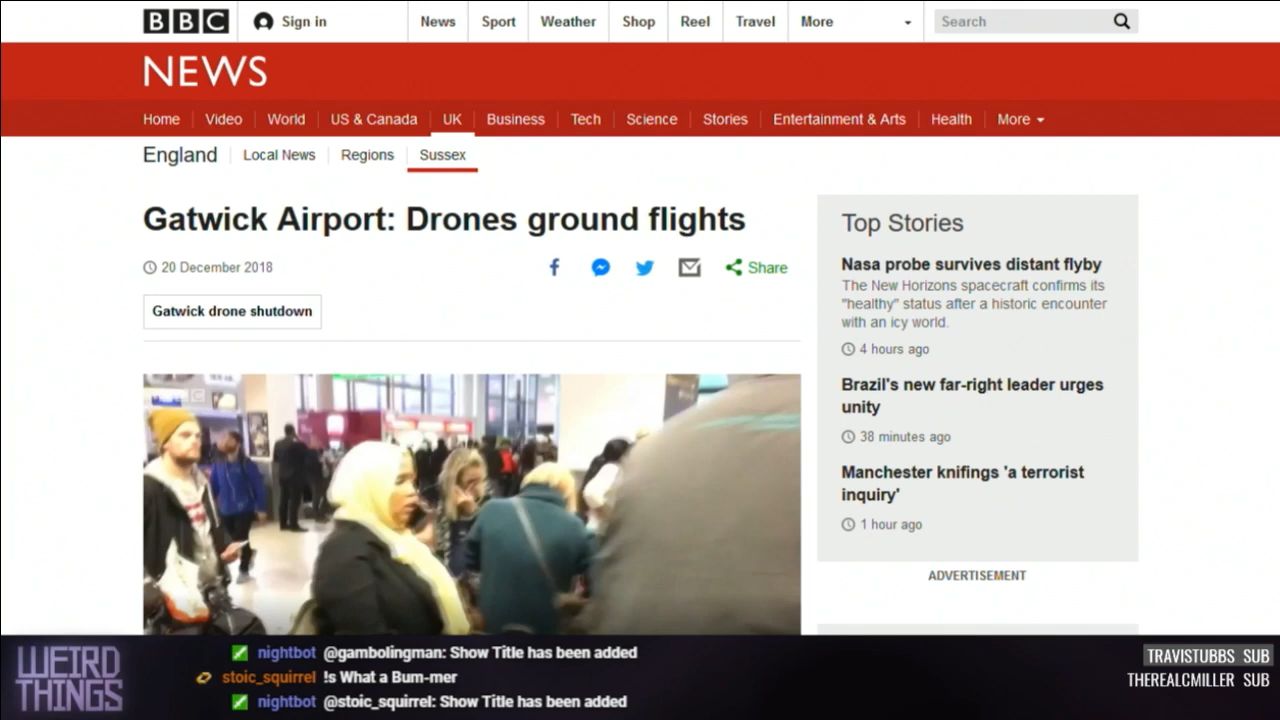 BBC
Sign in
News
Sport
Weather
Shop
Reel
Travel
More
Search
NEWS
Home
Video
World
US & Canada
UK
Business
Tech
Science
Stories
Entertainment & Arts
Health
More
England
Local News
Regions
Sussex
Gatwick Airport: Drones ground flights
20 December 2018
Share
Gatwick drone shutdown
Top Stories
Nasa probe survives distant flyby
The New Horizons spacecraft confirms its
"healthy" status after a historic encounter
with an icy world.
4 hours ago
Brazil's new far-right leader urges
unity
38 minutes ago
Manchester knifings 'a terrorist
inquiry'
1 hour ago
ADVERTISEMENT
WEIRD
THINGS
nightbot @gambolingman: Show Title has been added
stoic_squirrel !s What a Bum-mer
nightbot @stoic_squirrel: Show Title has been added
TRAVISTUBBS SUB
THEREALCMILLER SUB